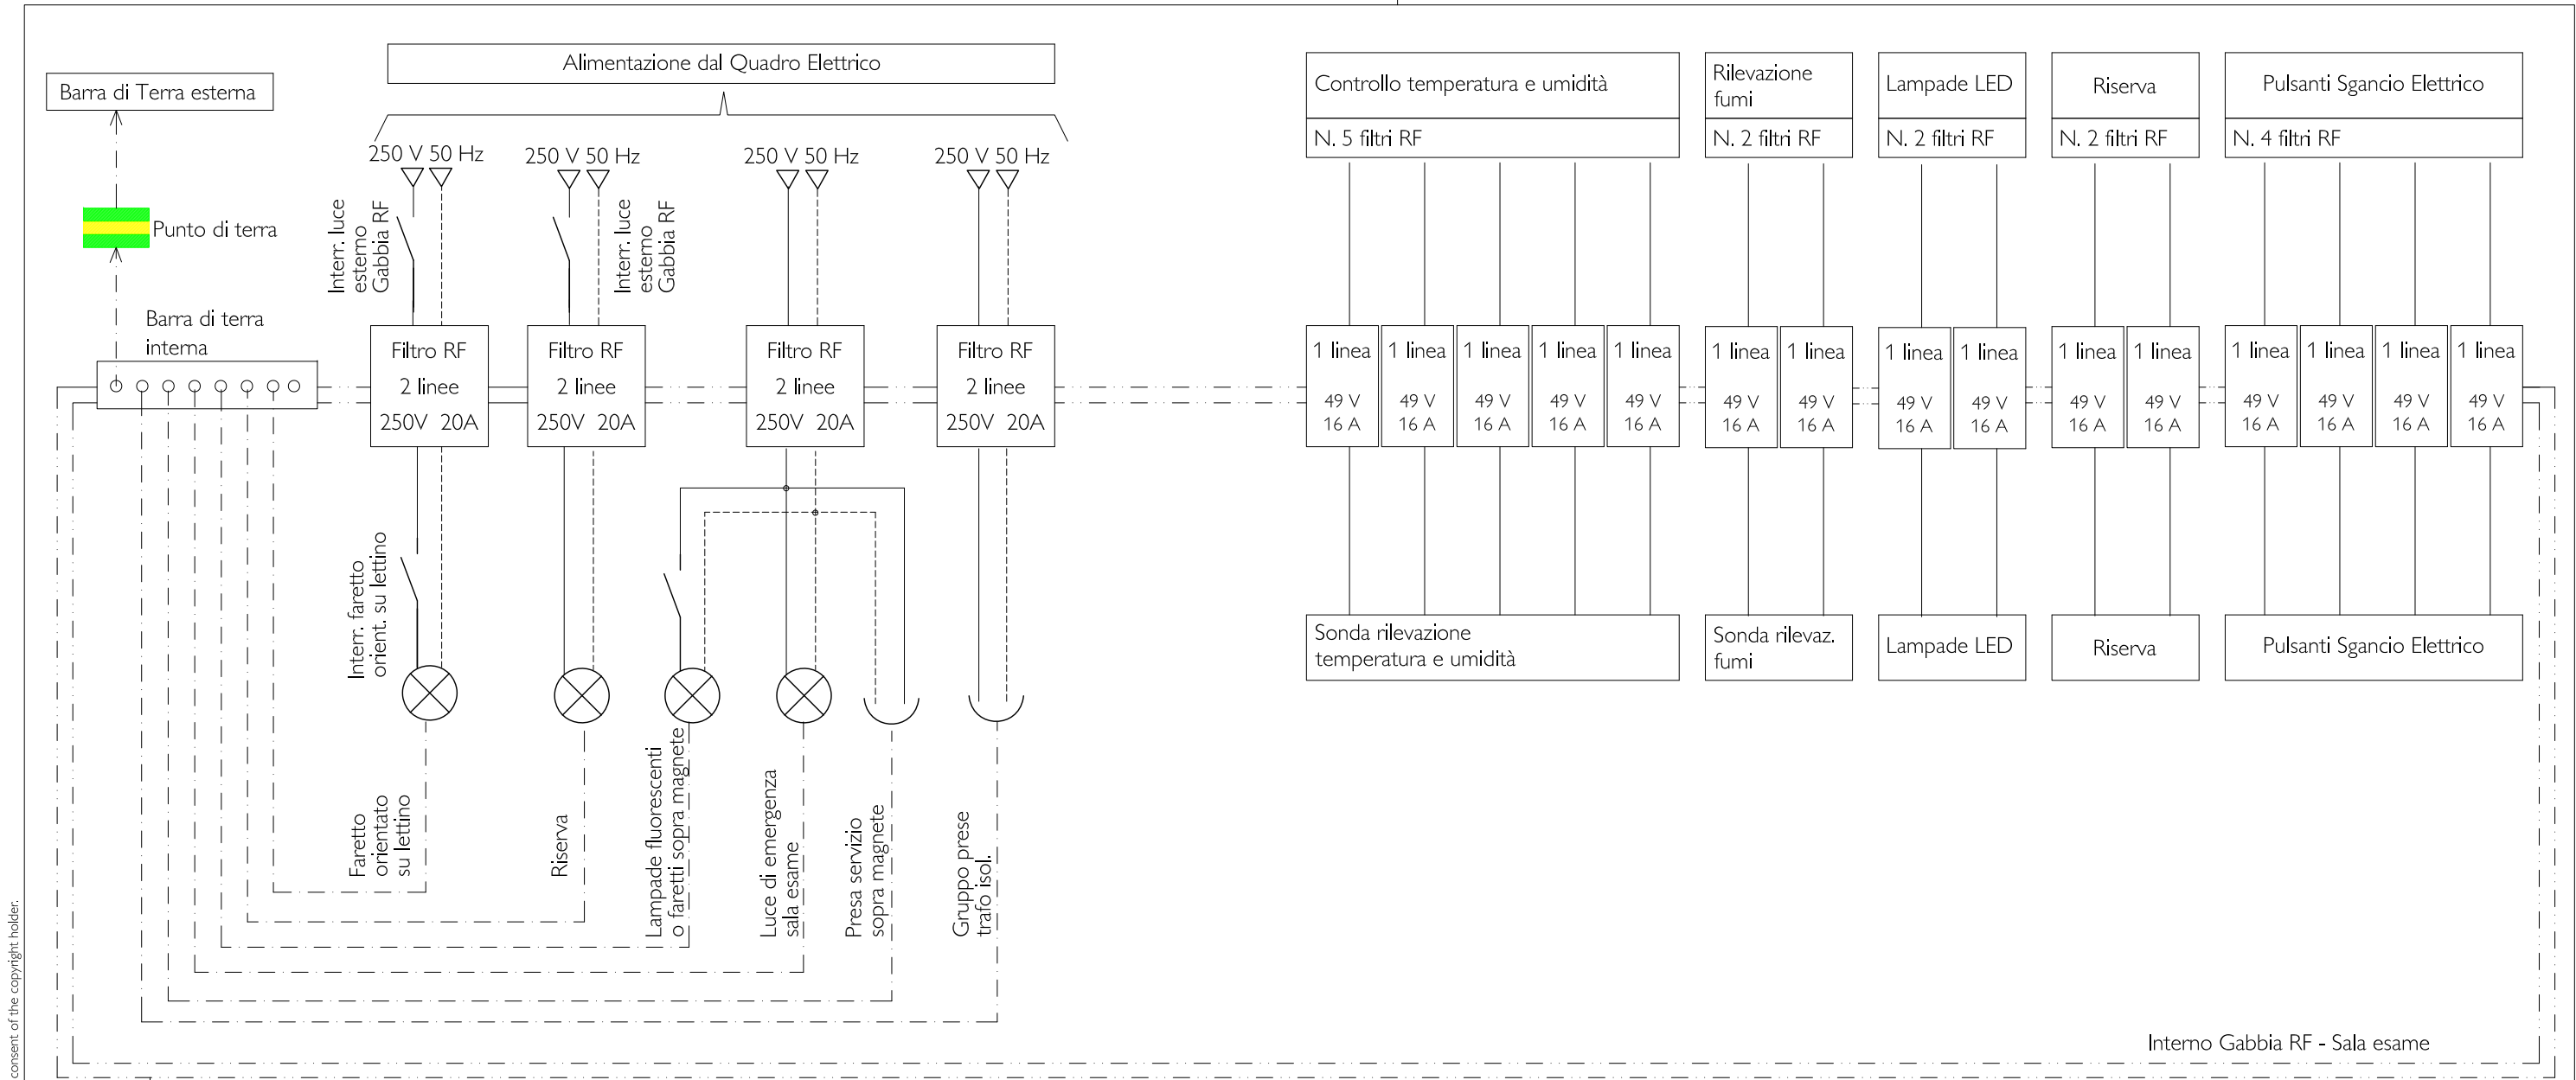 Alimentazione dal Quadro Elettrico
Barra di Terra esterna
Punto di terra
Barra di terra
interna
250 V 50 Hz
250 V 50 Hz
250 V 50 Hz
250 V 50 Hz
Interr. luce
esterno
Gabbia RF
Interr. luce
esterno
Gabbia RF
Filtro RF
2 linee
250V 20A
Filtro RF
2 linee
250V 20A
Filtro RF
2 linee
250V 20A
Filtro RF
2 linee
250V 20A
Interr. faretto
orient. su lettino
Faretto
orientato
su lettino
Riserva
Lampade fluorescenti
o faretti sopra magnete
Luce di emergenza
sala esame
Presa servizio
sopra magnete
Gruppo prese
trafo isol.
Controllo temperatura e umidità
N. 5 filtri RF
Rilevazione
fumi
N. 2 filtri RF
Lampade LED
N. 2 filtri RF
Riserva
N. 2 filtri RF
Pulsanti Sgancio Elettrico
N. 4 filtri RF
1 linea
49 V
16 A
1 linea
49 V
16 A
1 linea
49 V
16 A
1 linea
49 V
16 A
1 linea
49 V
16 A
1 linea
49 V
16 A
1 linea
49 V
16 A
1 linea
49 V
16 A
1 linea
49 V
16 A
1 linea
49 V
16 A
1 linea
49 V
16 A
1 linea
49 V
16 A
1 linea
49 V
16 A
1 linea
49 V
16 A
1 linea
49 V
16 A
Sonda rilevazione
temperatura e umidità
Sonda rilevaz.
fumi
Lampade LED
Riserva
Pulsanti Sgancio Elettrico
Interno Gabbia RF - Sala esame
consent of the copyright holder.